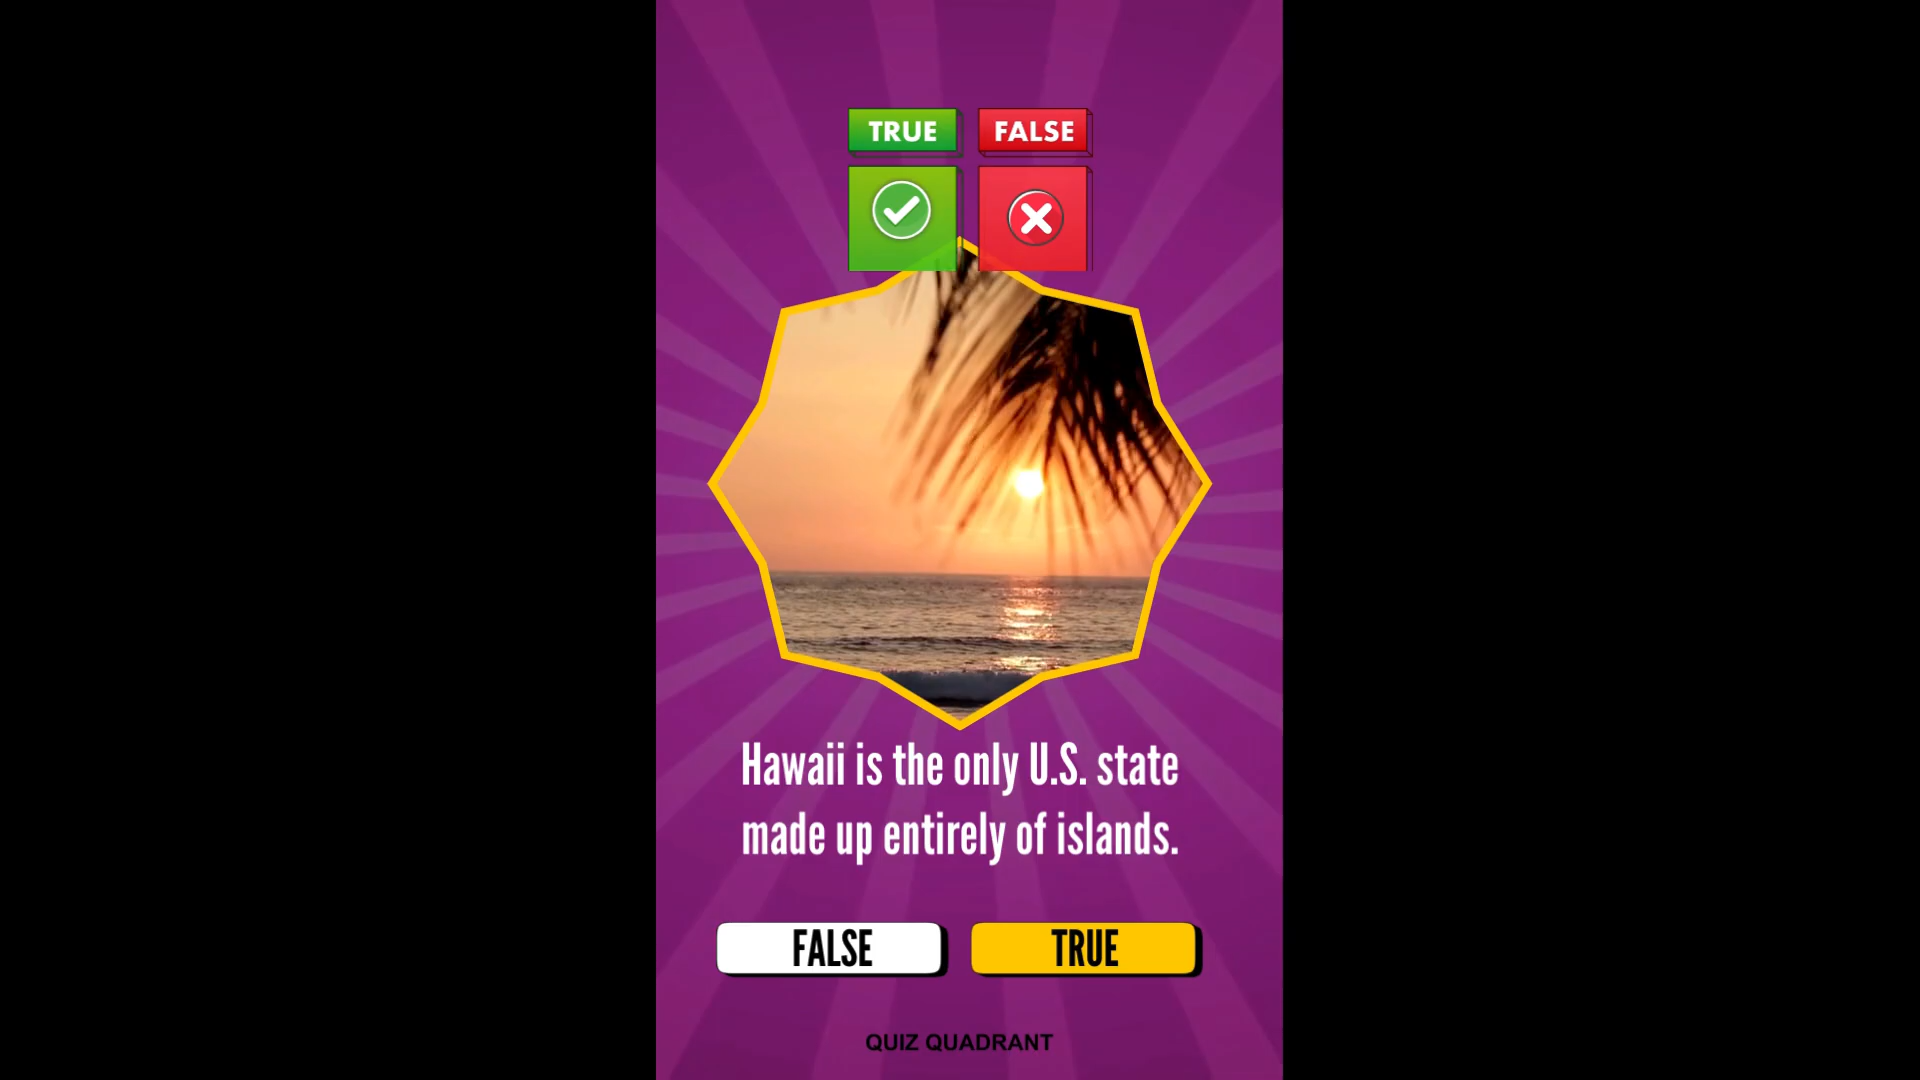 TRUE FALSE
Hawaii is the only U.S. state
made up entirely of islands.
FALSE TRUE
QUIZ QUADRANT